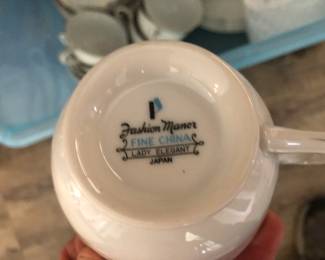 Fashion Manor
FINE CHINA
LADY ELEGANT
JAPAN